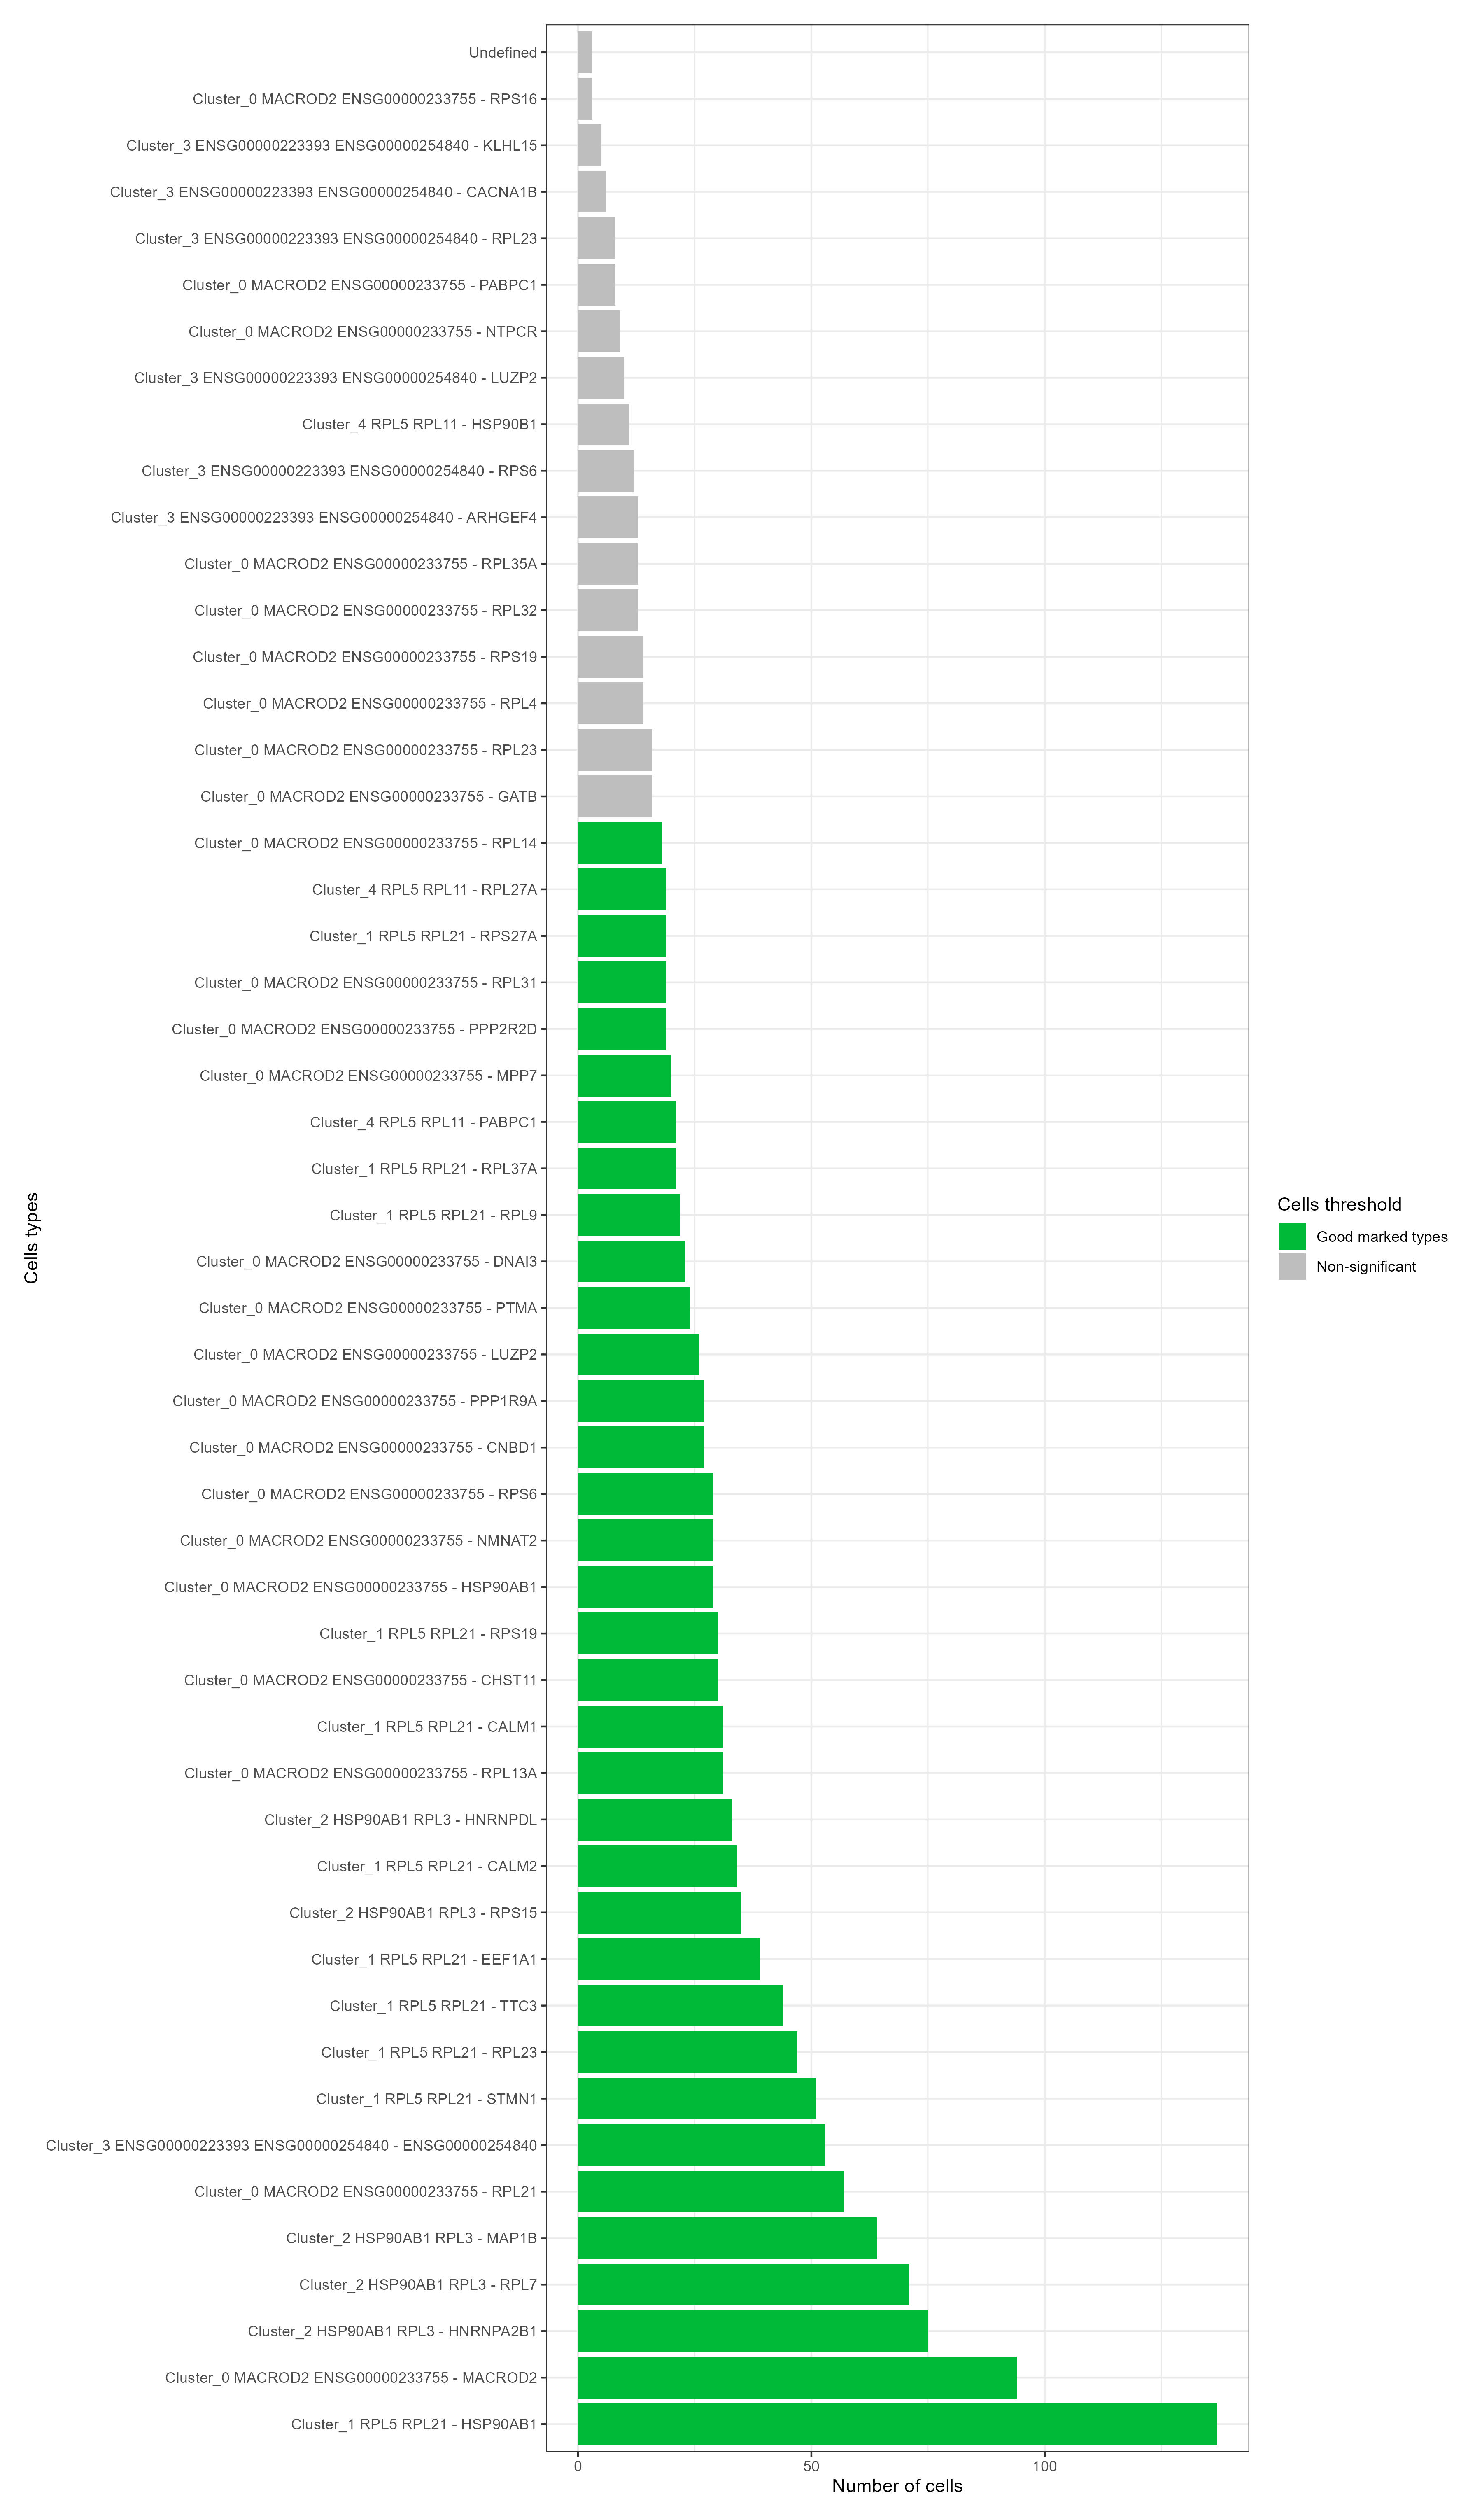 Undefined
Cluster_0 MACROD2 ENSG00000233755 - RPS16
Cluster_3 ENSG00000223393 ENSG00000254840 - KLHL15
Cluster_3 ENSG00000223393 ENSG00000254840 - CACNA1B
Cluster_3 ENSG00000223393 ENSG00000254840 - RPL23
Cluster_0 MACROD2 ENSG00000233755 - PABPC1
Cluster_0 MACROD2 ENSG00000233755 - NTPCR
Cluster_3 ENSG00000223393 ENSG00000254840 - LUZP2
Cluster_4 RPL5 RPL11 - HSP90B1
Cluster_3 ENSG00000223393 ENSG00000254840 - RPS6
Cluster_3 ENSG00000223393 ENSG00000254840 - ARHGEF4
Cluster_0 MACROD2 ENSG00000233755 - RPL35A
Cluster_0 MACROD2 ENSG00000233755 - RPL32
Cluster_0 MACROD2 ENSG00000233755 - RPS19
Cluster_0 MACROD2 ENSG00000233755 - RPL4
Cluster_0 MACROD2 ENSG00000233755 - RPL23
Cluster_0 MACROD2 ENSG00000233755 - GATB
Cluster_0 MACROD2 ENSG00000233755 - RPL14
Cluster_4 RPL5 RPL11 - RPL27A
Cluster_1 RPL5 RPL21 - RPS27A
Cluster_0 MACROD2 ENSG00000233755 - RPL31
Cluster_0 MACROD2 ENSG00000233755 - PPP2R2D
Cluster_0 MACROD2 ENSG00000233755 - MPP7
Cluster_4 RPL5 RPL11 - PABPC1
Cluster_1 RPL5 RPL21 - RPL37A
Cluster_1 RPL5 RPL21 - RPL9
Cluster_0 MACROD2 ENSG00000233755 - DNAI3
Cluster_0 MACROD2 ENSG00000233755 - PTMA
Cluster_0 MACROD2 ENSG00000233755 - LUZP2
Cluster_0 MACROD2 ENSG00000233755 - PPP1R9A
Cluster_0 MACROD2 ENSG00000233755 - CNBD1
Cluster_0 MACROD2 ENSG00000233755 - RPS6
Cluster_0 MACROD2 ENSG00000233755 - NMNAT2
Cluster_0 MACROD2 ENSG00000233755 - HSP90AB1
Cluster_1 RPL5 RPL21 - RPS19
Cluster_0 MACROD2 ENSG00000233755 - CHST11
Cluster_1 RPL5 RPL21 - CALM1
Cluster_0 MACROD2 ENSG00000233755 - RPL13A
Cluster_2 HSP90AB1 RPL3 - HNRNPDL
Cluster_1 RPL5 RPL21 - CALM2
Cluster_2 HSP90AB1 RPL3 - RPS15
Cluster_1 RPL5 RPL21 - EEF1A1
Cluster_1 RPL5 RPL21 - TTC3
Cluster_1 RPL5 RPL21 - RPL23
Cluster_1 RPL5 RPL21 - STMN1
Cluster_3 ENSG00000223393 ENSG00000254840 - ENSG00000254840
Cluster_0 MACROD2 ENSG00000233755 - RPL21
Cluster_2 HSP90AB1 RPL3 - MAP1B
Cluster_2 HSP90AB1 RPL3 - RPL7
Cluster_2 HSP90AB1 RPL3 - HNRNPA2B1
Cluster_0 MACROD2 ENSG00000233755 - MACROD2
Cluster_1 RPL5 RPL21 - HSP90AB1
0 50 100
Number of cells
Cells types
Cells threshold
Good marked types
Non-significant